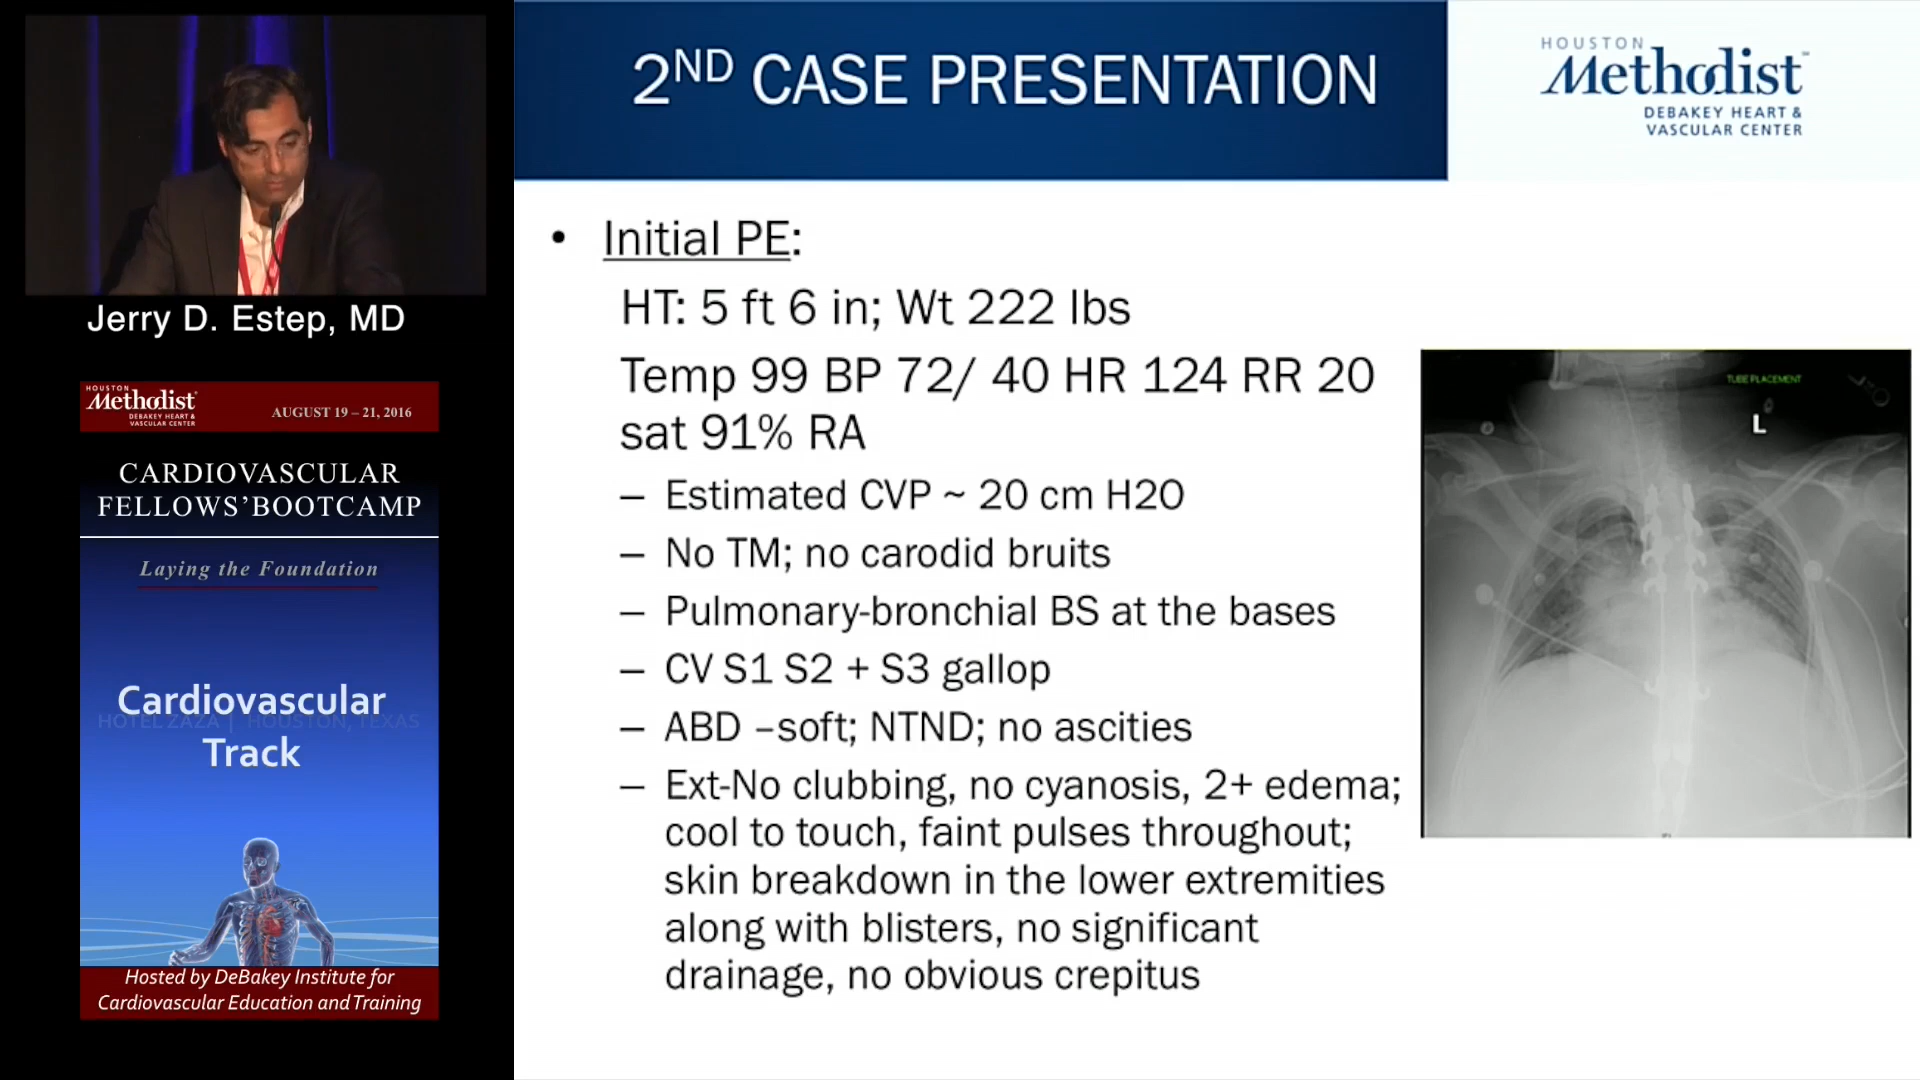 2ND CASE PRESENTATION
HOUSTON
Methodist
DEBAKEY HEART &
VASCULAR CENTER
• Initial PE:
HT: 5 ft 6 in; Wt 222 lbs
Temp 99 BP 72/ 40 HR 124 RR 20
sat 91% RA
– Estimated CVP ~ 20 cm H2O
– No TM; no carodid bruits
– Pulmonary-bronchial BS at the bases
– CV S1 S2 + S3 gallop
– ABD –soft; NTND; no ascities
– Ext-No clubbing, no cyanosis, 2+ edema;
cool to touch, faint pulses throughout;
skin breakdown in the lower extremities
along with blisters, no significant
drainage, no obvious crepitus
TUBE PLACEMENT
L
Jerry D. Estep, MD
HOUSTON
Methodist
DEBAKEY HEART &
VASCULAR CENTER
AUGUST 19 – 21, 2016
CARDIOVASCULAR
FELLOWS'BOOTCAMP
Laying the Foundation
Cardiovascular
HOTEL ZAZA | HOUSTON, TEXAS
Track
Hosted by DeBakey Institute for
Cardiovascular Education and Training